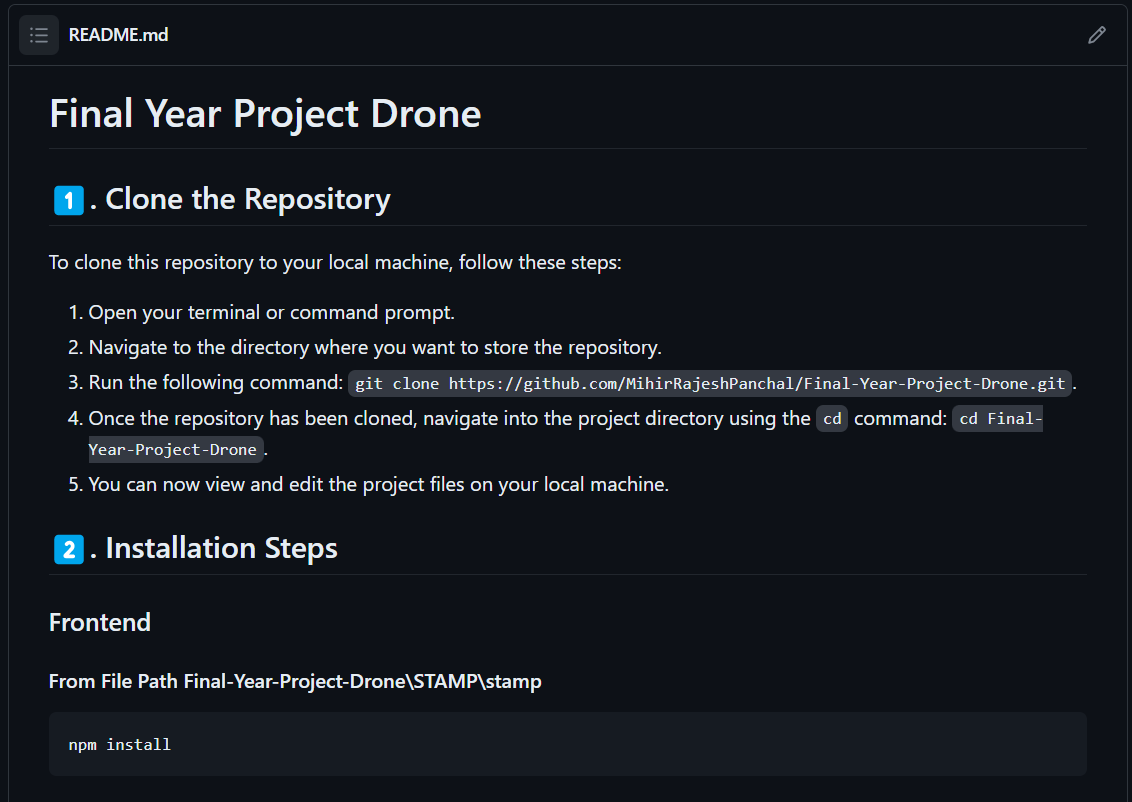 README.md
Final Year Project Drone
1 . Clone the Repository
To clone this repository to your local machine, follow these steps:
1. Open your terminal or command prompt.
2. Navigate to the directory where you want to store the repository.
3. Run the following command: git clone https://github.com/MihirRajeshPanchal/Final-Year-Project-Drone.git.
4. Once the repository has been cloned, navigate into the project directory using the cd command: cd Final-
Year-Project-Drone.
5. You can now view and edit the project files on your local machine.
2 . Installation Steps
Frontend
From File Path Final-Year-Project-Drone\STAMP\stamp
npm install